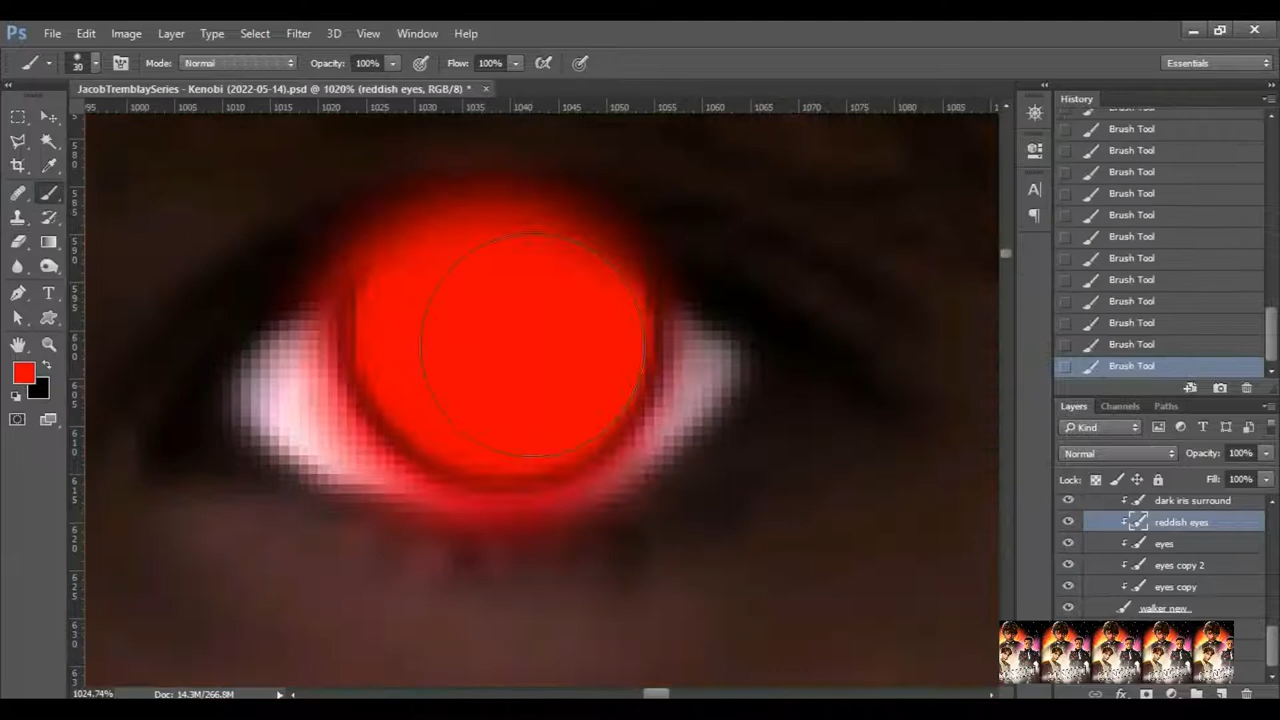 Ps File Edit Image Layer Type Select Filter 3D View Window Help
30 Mode: Normal Opacity: 100% Flow: 100% Essentials
JacobTremblaySeries - Kenobi (2022-05-14).psd @ 1020% (reddish eyes, RGB/8) * ×
95 1000 1005 1010 1015 1020 1025 1030 1035 1040 1045 1050 1055 1060 1065 1070 1075 1080 1085
History
Brush Tool
Brush Tool
Brush Tool
Brush Tool
Brush Tool
Brush Tool
Brush Tool
Brush Tool
Brush Tool
Brush Tool
Brush Tool
Brush Tool
Layers Channels Paths
Kind
Normal Opacity: 100%
Lock: Fill: 100%
dark iris surround
reddish eyes
eyes
eyes copy 2
eyes copy
walker new
1024.74% Doc: 14.3M/266.8M